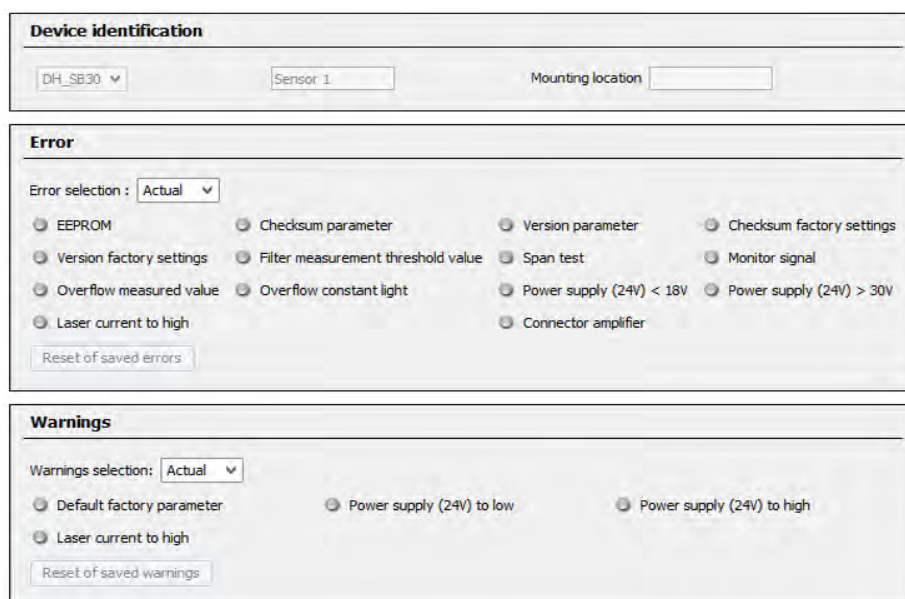 Device identification
DH_SB30 Sensor 1 Mounting location
Error
Error selection : Actual
EEPROM Checksum parameter Version parameter Checksum factory settings
Version factory settings Filter measurement threshold value Span test Monitor signal
Overflow measured value Overflow constant light Power supply (24V) < 18V Power supply (24V) > 30V
Laser current to high Connector amplifier
Reset of saved errors
Warnings
Warnings selection: Actual
Default factory parameter Power supply (24V) to low Power supply (24V) to high
Laser current to high
Reset of saved warnings